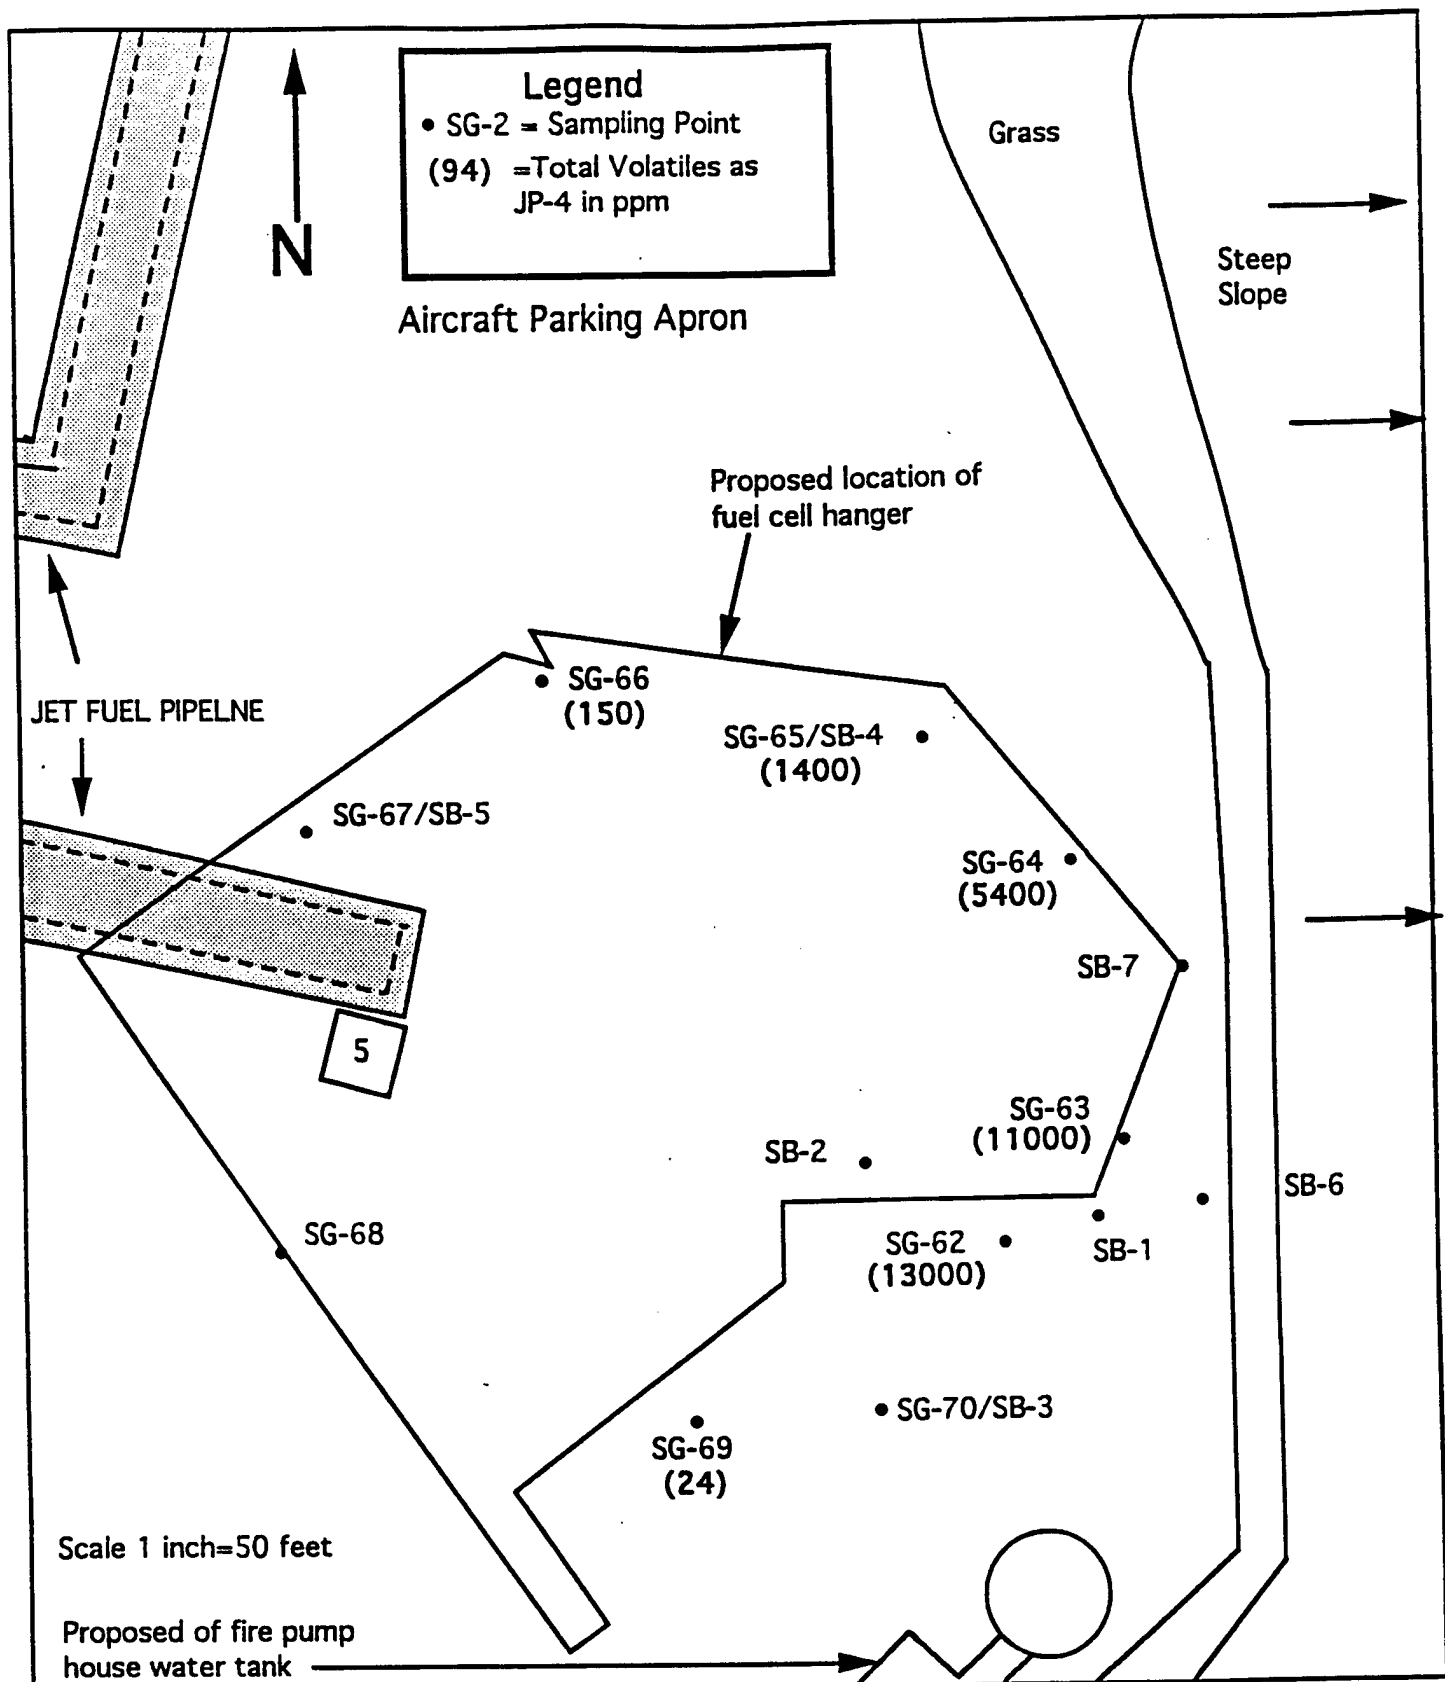 Legend
• SG-2 = Sampling Point
(94) =Total Volatiles as
JP-4 in ppm
N
Aircraft Parking Apron
Grass
Steep
Slope
Proposed location of
fuel cell hanger
JET FUEL PIPELNE
SG-66
(150)
SG-65/SB-4
(1400)
SG-67/SB-5
SG-64
(5400)
SB-7
5
SG-63
(11000)
SB-2
SB-6
SG-68
SG-62
(13000)
SB-1
SG-70/SB-3
SG-69
(24)
Scale 1 inch=50 feet
Proposed of fire pump
house water tank